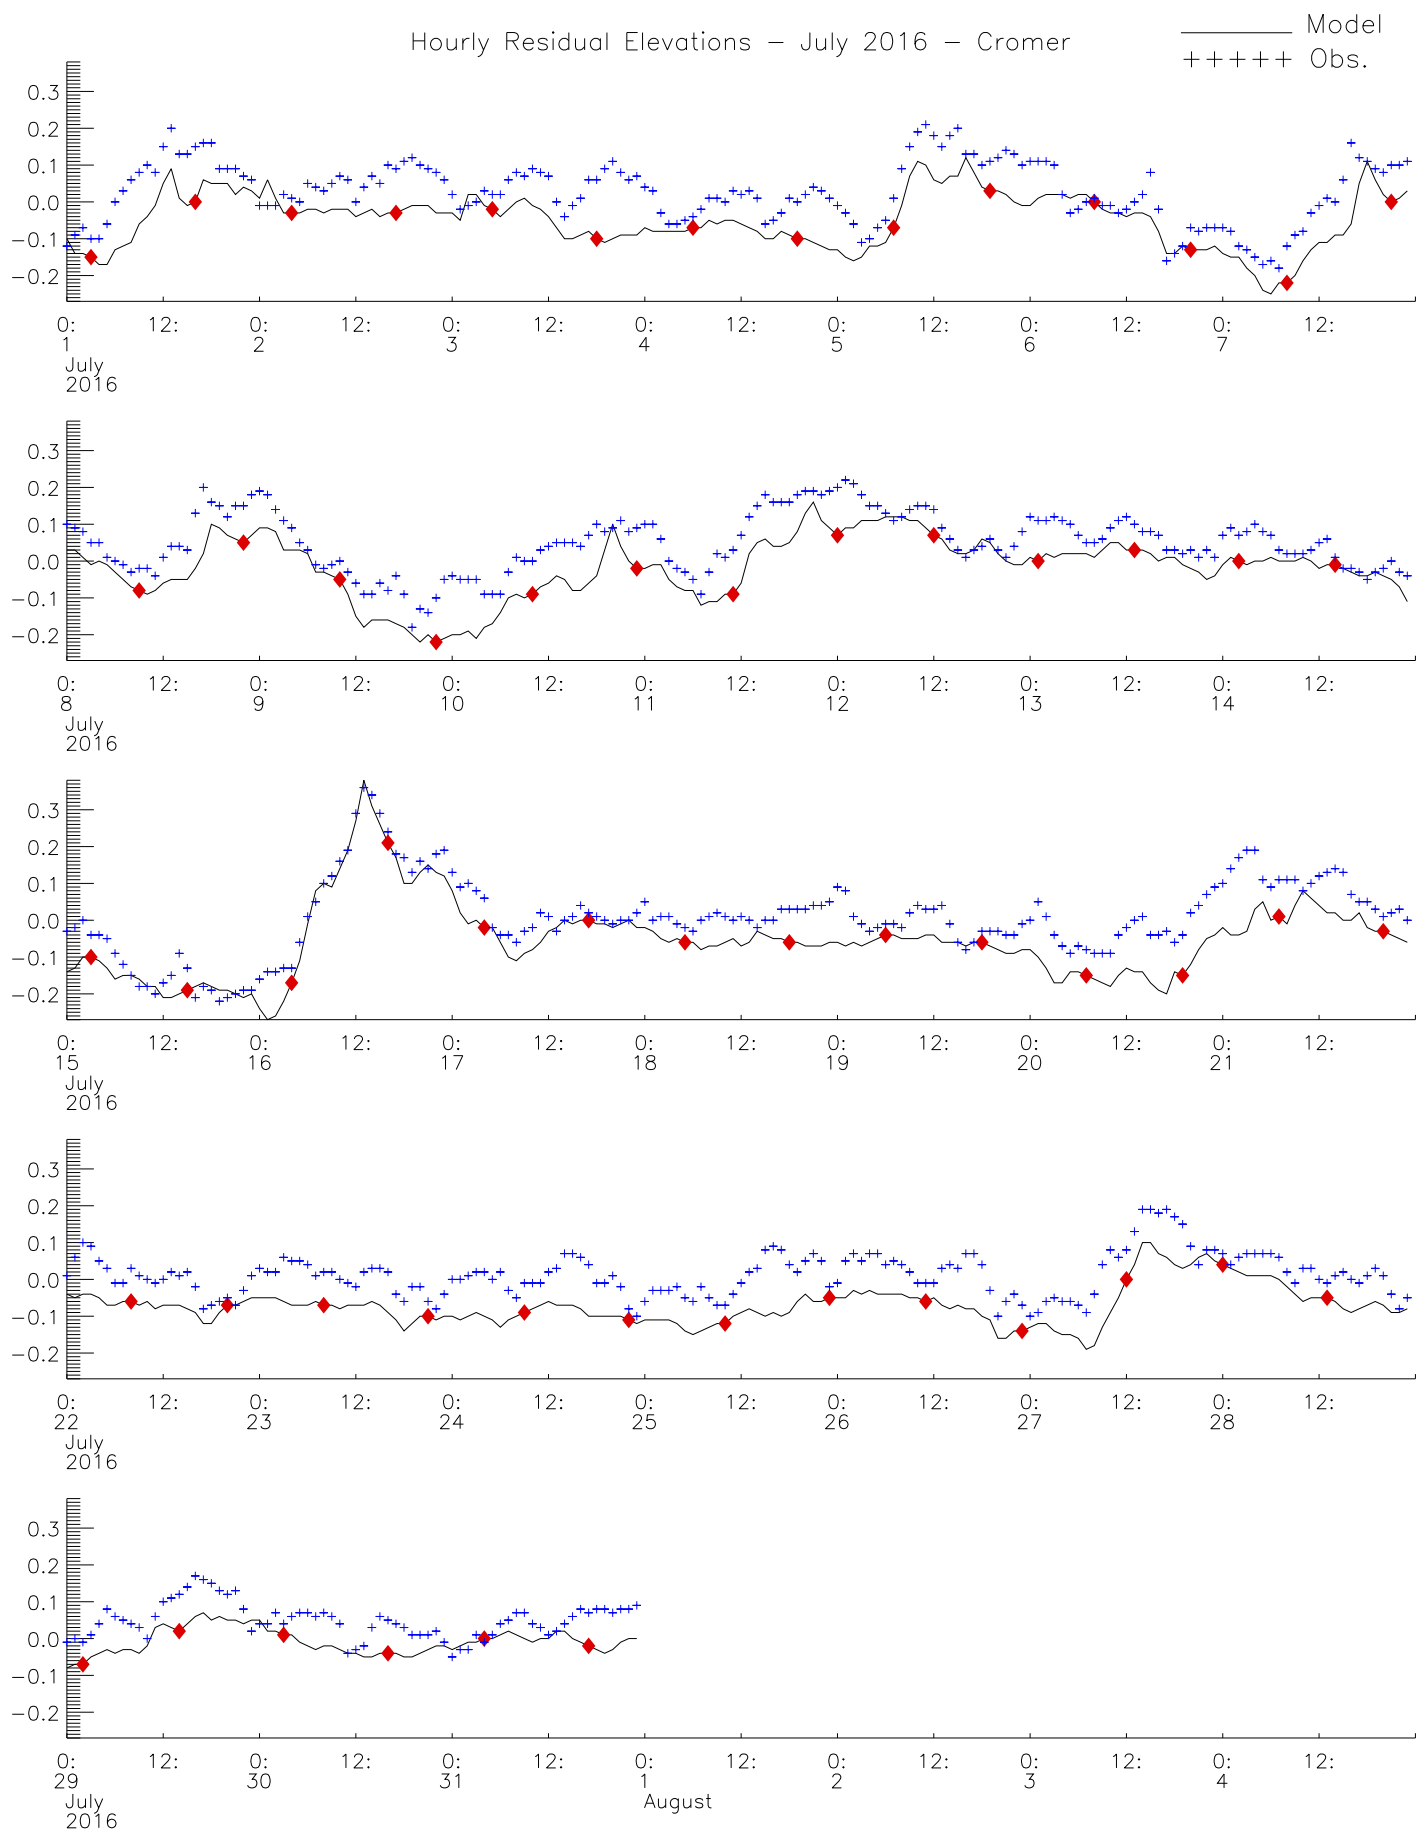 Hourly Residual Elevations – July 2016 – Cromer
Model
+++++ Obs.
0.3
0.2
0.1
0.0
−0.1
−0.2
0: 12: 0: 12: 0: 12: 0: 12: 0: 12: 0: 12: 0: 12:
1 2 3 4 5 6 7
July
2016
0.3
0.2
0.1
0.0
−0.1
−0.2
0: 12: 0: 12: 0: 12: 0: 12: 0: 12: 0: 12: 0: 12:
8 9 10 11 12 13 14
July
2016
0.3
0.2
0.1
0.0
−0.1
−0.2
0: 12: 0: 12: 0: 12: 0: 12: 0: 12: 0: 12: 0: 12:
15 16 17 18 19 20 21
July
2016
0.3
0.2
0.1
0.0
−0.1
−0.2
0: 12: 0: 12: 0: 12: 0: 12: 0: 12: 0: 12: 0: 12:
22 23 24 25 26 27 28
July
2016
0.3
0.2
0.1
0.0
−0.1
−0.2
0: 12: 0: 12: 0: 12: 0: 12: 0: 12: 0: 12: 0: 12:
29 30 31 1 2 3 4
July August
2016